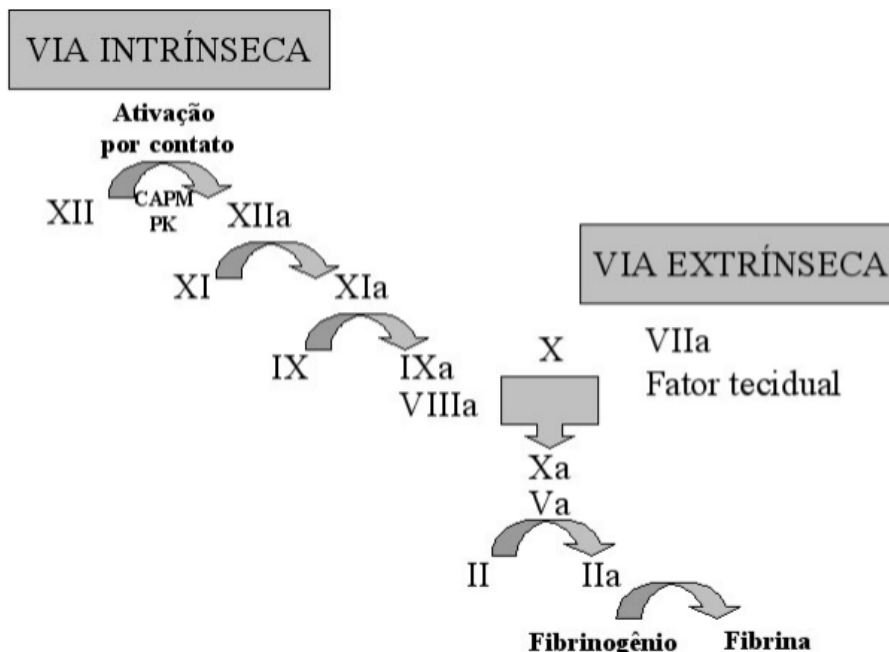 VIA INTRÍNSECA
Ativação
por contato
CAPM
PK
XII
XIIa
XI
XIa
IX
IXa
VIIIa
VIA EXTRÍNSECA
X
VIIa
Fator tecidual
Xa
Va
II
IIa
Fibrinogênio
Fibrina